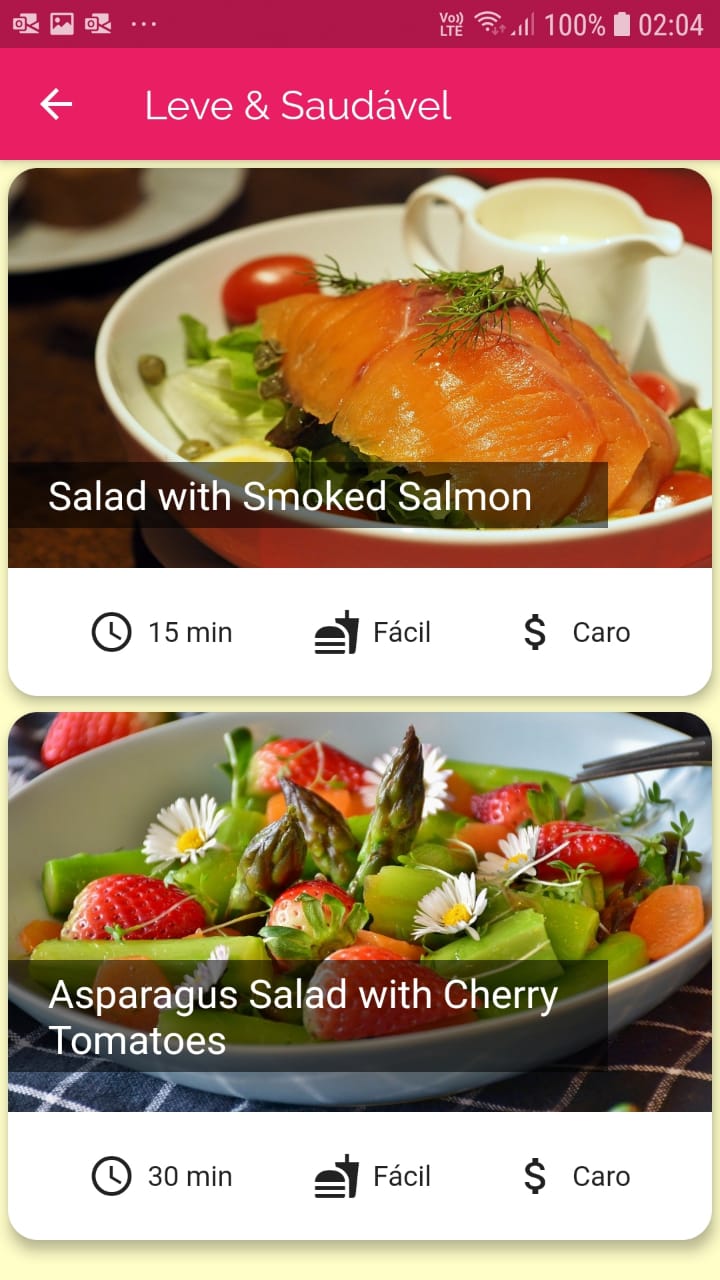 Vo)) LTE 100% 02:04
Leve & Saudável
Salad with Smoked Salmon
15 min Fácil $ Caro
Asparagus Salad with Cherry
Tomatoes
30 min Fácil $ Caro